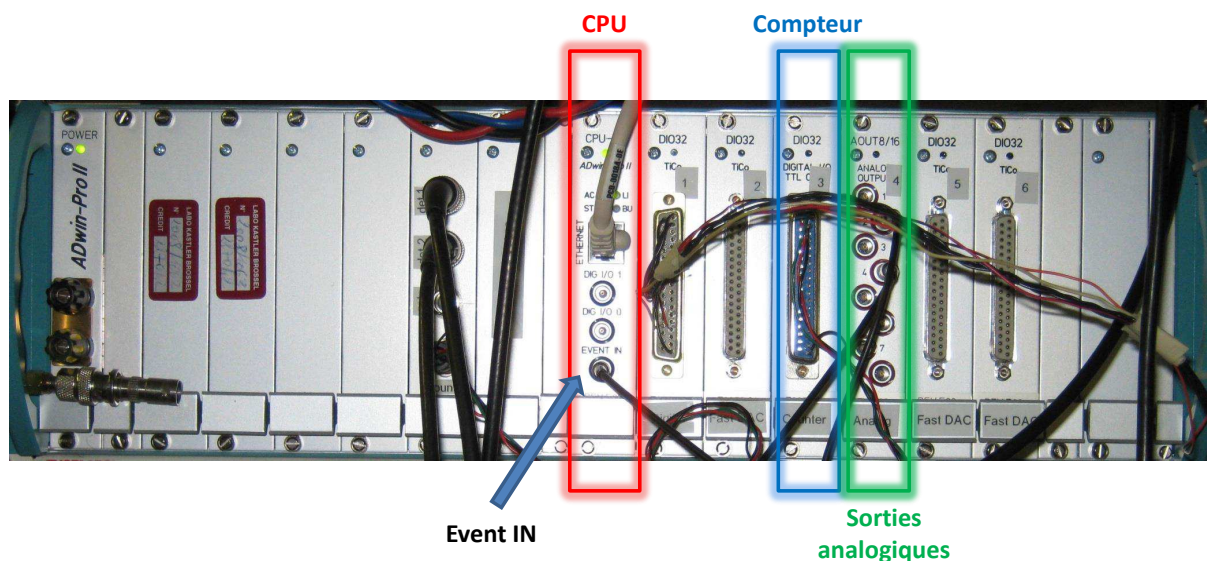 CPU
Compteur
POWER
ADwin-Pro II
LABO KASTLER BROSSEL
N°
CREDIT
LABO KASTLER BROSSEL
N°
CREDIT
ADwin-Pro II
ETHERNET
DIG I/O 1
DIG I/O 0
EVENT IN
DIO32
TiCo
1
DIO32
TiCo
2
Fast DAC
DIO32
DIGITAL I/O
TTL
3
Counter
AOUT8/16
ANALOG
OUTPUT
4
1
3
4
7
Analog
DIO32
TiCo
5
Fast DAC
DIO32
TiCo
6
Fast DAC
Event IN
Sorties
analogiques